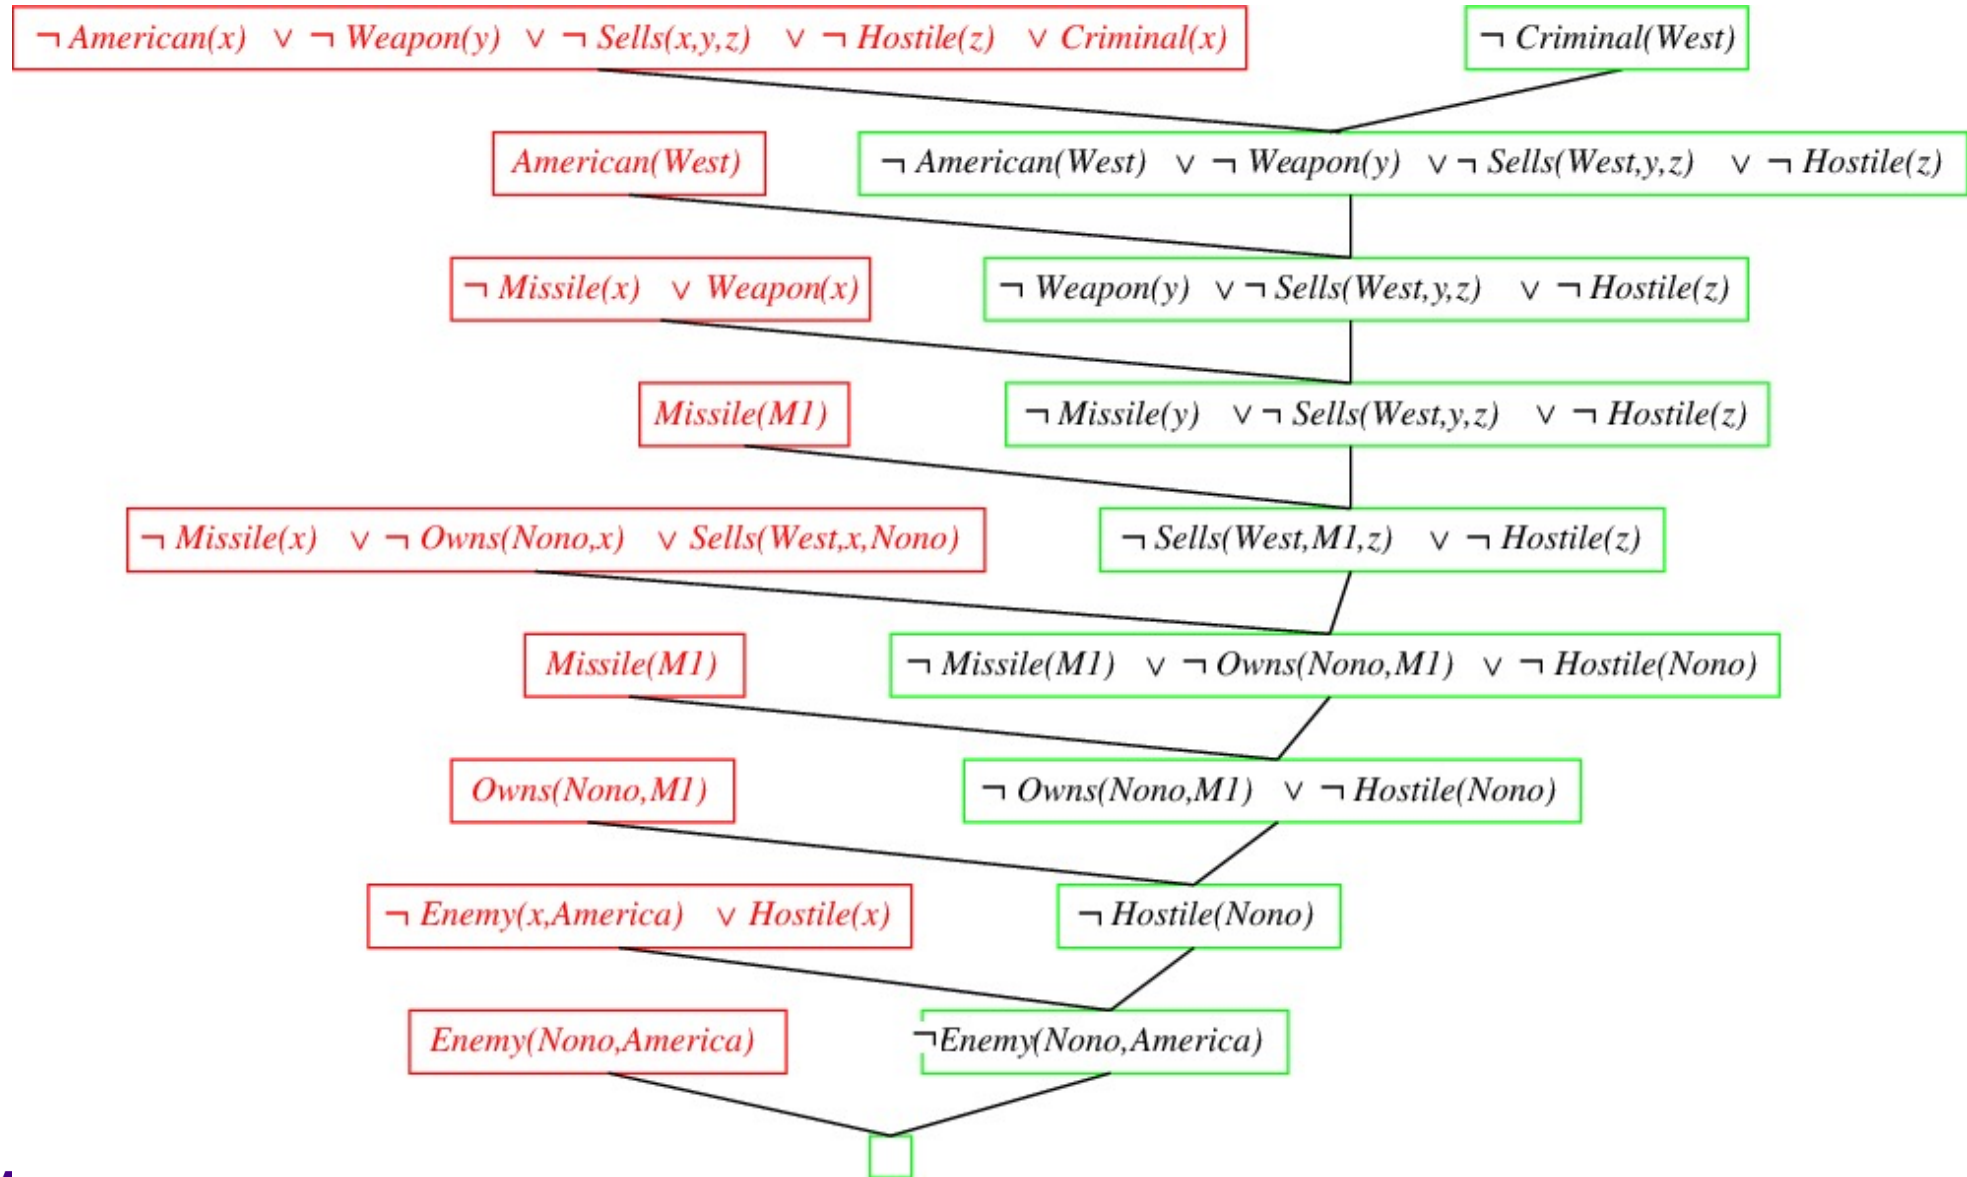 ¬ American(x) ∨ ¬ Weapon(y) ∨ ¬ Sells(x,y,z) ∨ ¬ Hostile(z) ∨ Criminal(x)
¬ Criminal(West)
American(West)
¬ American(West) ∨ ¬ Weapon(y) ∨ ¬ Sells(West,y,z) ∨ ¬ Hostile(z)
¬ Missile(x) ∨ Weapon(x)
¬ Weapon(y) ∨ ¬ Sells(West,y,z) ∨ ¬ Hostile(z)
Missile(M1)
¬ Missile(y) ∨ ¬ Sells(West,y,z) ∨ ¬ Hostile(z)
¬ Missile(x) ∨ ¬ Owns(Nono,x) ∨ Sells(West,x,Nono)
¬ Sells(West,M1,z) ∨ ¬ Hostile(z)
Missile(M1)
¬ Missile(M1) ∨ ¬ Owns(Nono,M1) ∨ ¬ Hostile(Nono)
Owns(Nono,M1)
¬ Owns(Nono,M1) ∨ ¬ Hostile(Nono)
¬ Enemy(x,America) ∨ Hostile(x)
¬ Hostile(Nono)
Enemy(Nono,America)
¬ Enemy(Nono,America)